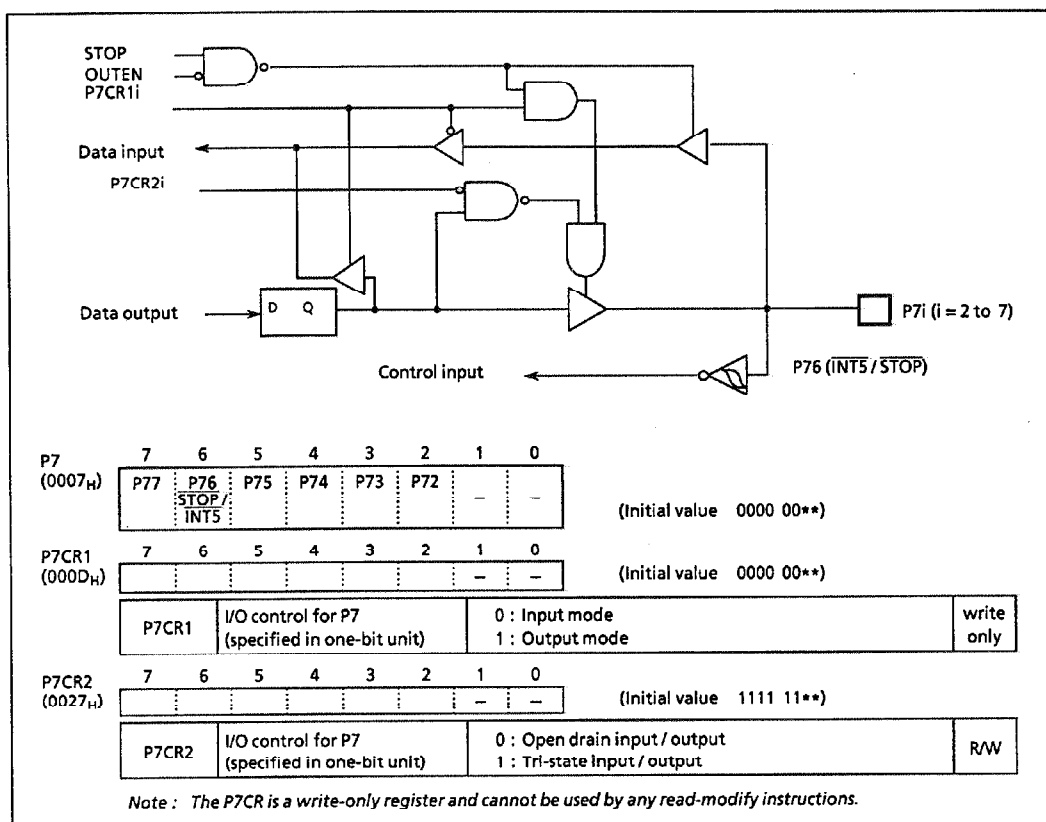 STOP
OUTEN
P7CR1i
Data input
P7CR2i
D Q
Data output
P7i (i = 2 to 7)
Control input
P76 (INT5 / STOP)
P7
(0007H)
7 6 5 4 3 2 1 0
P77 P76 STOP / INT5 P75 P74 P73 P72 – –
(Initial value 0000 00**)
P7CR1
(000DH)
7 6 5 4 3 2 1 0
– –
(Initial value 0000 00**)
P7CR1
I/O control for P7
(specified in one-bit unit)
0 : Input mode
1 : Output mode
write
only
P7CR2
(0027H)
7 6 5 4 3 2 1 0
– –
(Initial value 1111 11**)
P7CR2
I/O control for P7
(specified in one-bit unit)
0 : Open drain input / output
1 : Tri-state input / output
R/W
Note : The P7CR is a write-only register and cannot be used by any read-modify instructions.